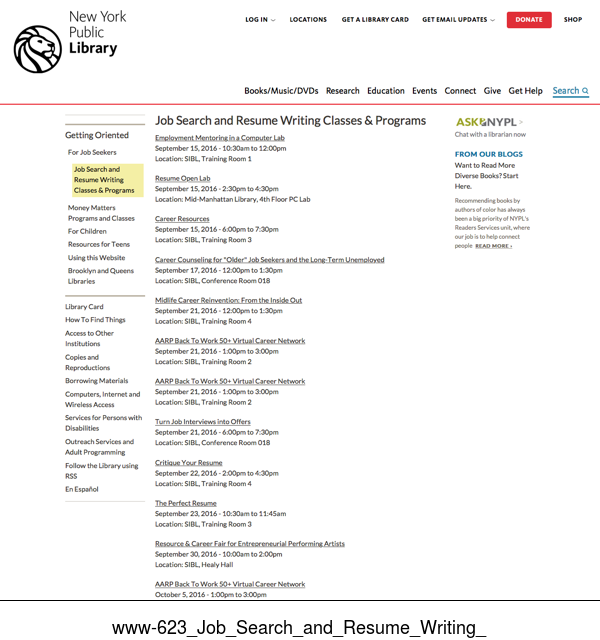 New York
Public
Library
LOG IN
LOCATIONS
GET A LIBRARY CARD
GET EMAIL UPDATES
DONATE
SHOP
Books/Music/DVDs
Research
Education
Events
Connect
Give
Get Help
Search
Getting Oriented
For Job Seekers
Job Search and
Resume Writing
Classes & Programs
Money Matters
Programs and Classes
For Children
Resources for Teens
Using this Website
Brooklyn and Queens
Libraries
Library Card
How To Find Things
Access to Other
Institutions
Copies and
Reproductions
Borrowing Materials
Computers, Internet and
Wireless Access
Services for Persons with
Disabilities
Outreach Services and
Adult Programming
Follow the Library using
RSS
En Español
Job Search and Resume Writing Classes & Programs
Employment Mentoring in a Computer Lab
September 15, 2016 - 10:30am to 12:00pm
Location: SIBL, Training Room 1
Resume Open Lab
September 15, 2016 - 2:30pm to 4:30pm
Location: Mid-Manhattan Library, 4th Floor PC Lab
Career Resources
September 15, 2016 - 6:00pm to 7:30pm
Location: SIBL, Training Room 3
Career Counseling for "Older" Job Seekers and the Long-Term Unemployed
September 17, 2016 - 12:00pm to 1:30pm
Location: SIBL, Conference Room 018
Midlife Career Reinvention: From the Inside Out
September 21, 2016 - 12:00pm to 1:30pm
Location: SIBL, Training Room 4
AARP Back To Work 50+ Virtual Career Network
September 21, 2016 - 1:00pm to 3:00pm
Location: SIBL, Training Room 2
AARP Back To Work 50+ Virtual Career Network
September 21, 2016 - 1:00pm to 3:00pm
Location: SIBL, Training Room 2
Turn Job Interviews into Offers
September 21, 2016 - 6:00pm to 7:30pm
Location: SIBL, Conference Room 018
Critique Your Resume
September 22, 2016 - 2:00pm to 4:30pm
Location: SIBL, Training Room 4
The Perfect Resume
September 23, 2016 - 10:30am to 11:45am
Location: SIBL, Training Room 3
Resource & Career Fair for Entrepreneurial Performing Artists
September 30, 2016 - 10:00am to 2:00pm
Location: SIBL, Healy Hall
AARP Back To Work 50+ Virtual Career Network
October 5, 2016 - 1:00pm to 3:00pm
ASK NYPL >
Chat with a librarian now
FROM OUR BLOGS
Want to Read More
Diverse Books? Start
Here.
Recommending books by
authors of color has always
been a big priority of NYPL's
Readers Services unit, where
our job is to help connect
people READ MORE ›
www-623_Job_Search_and_Resume_Writing_